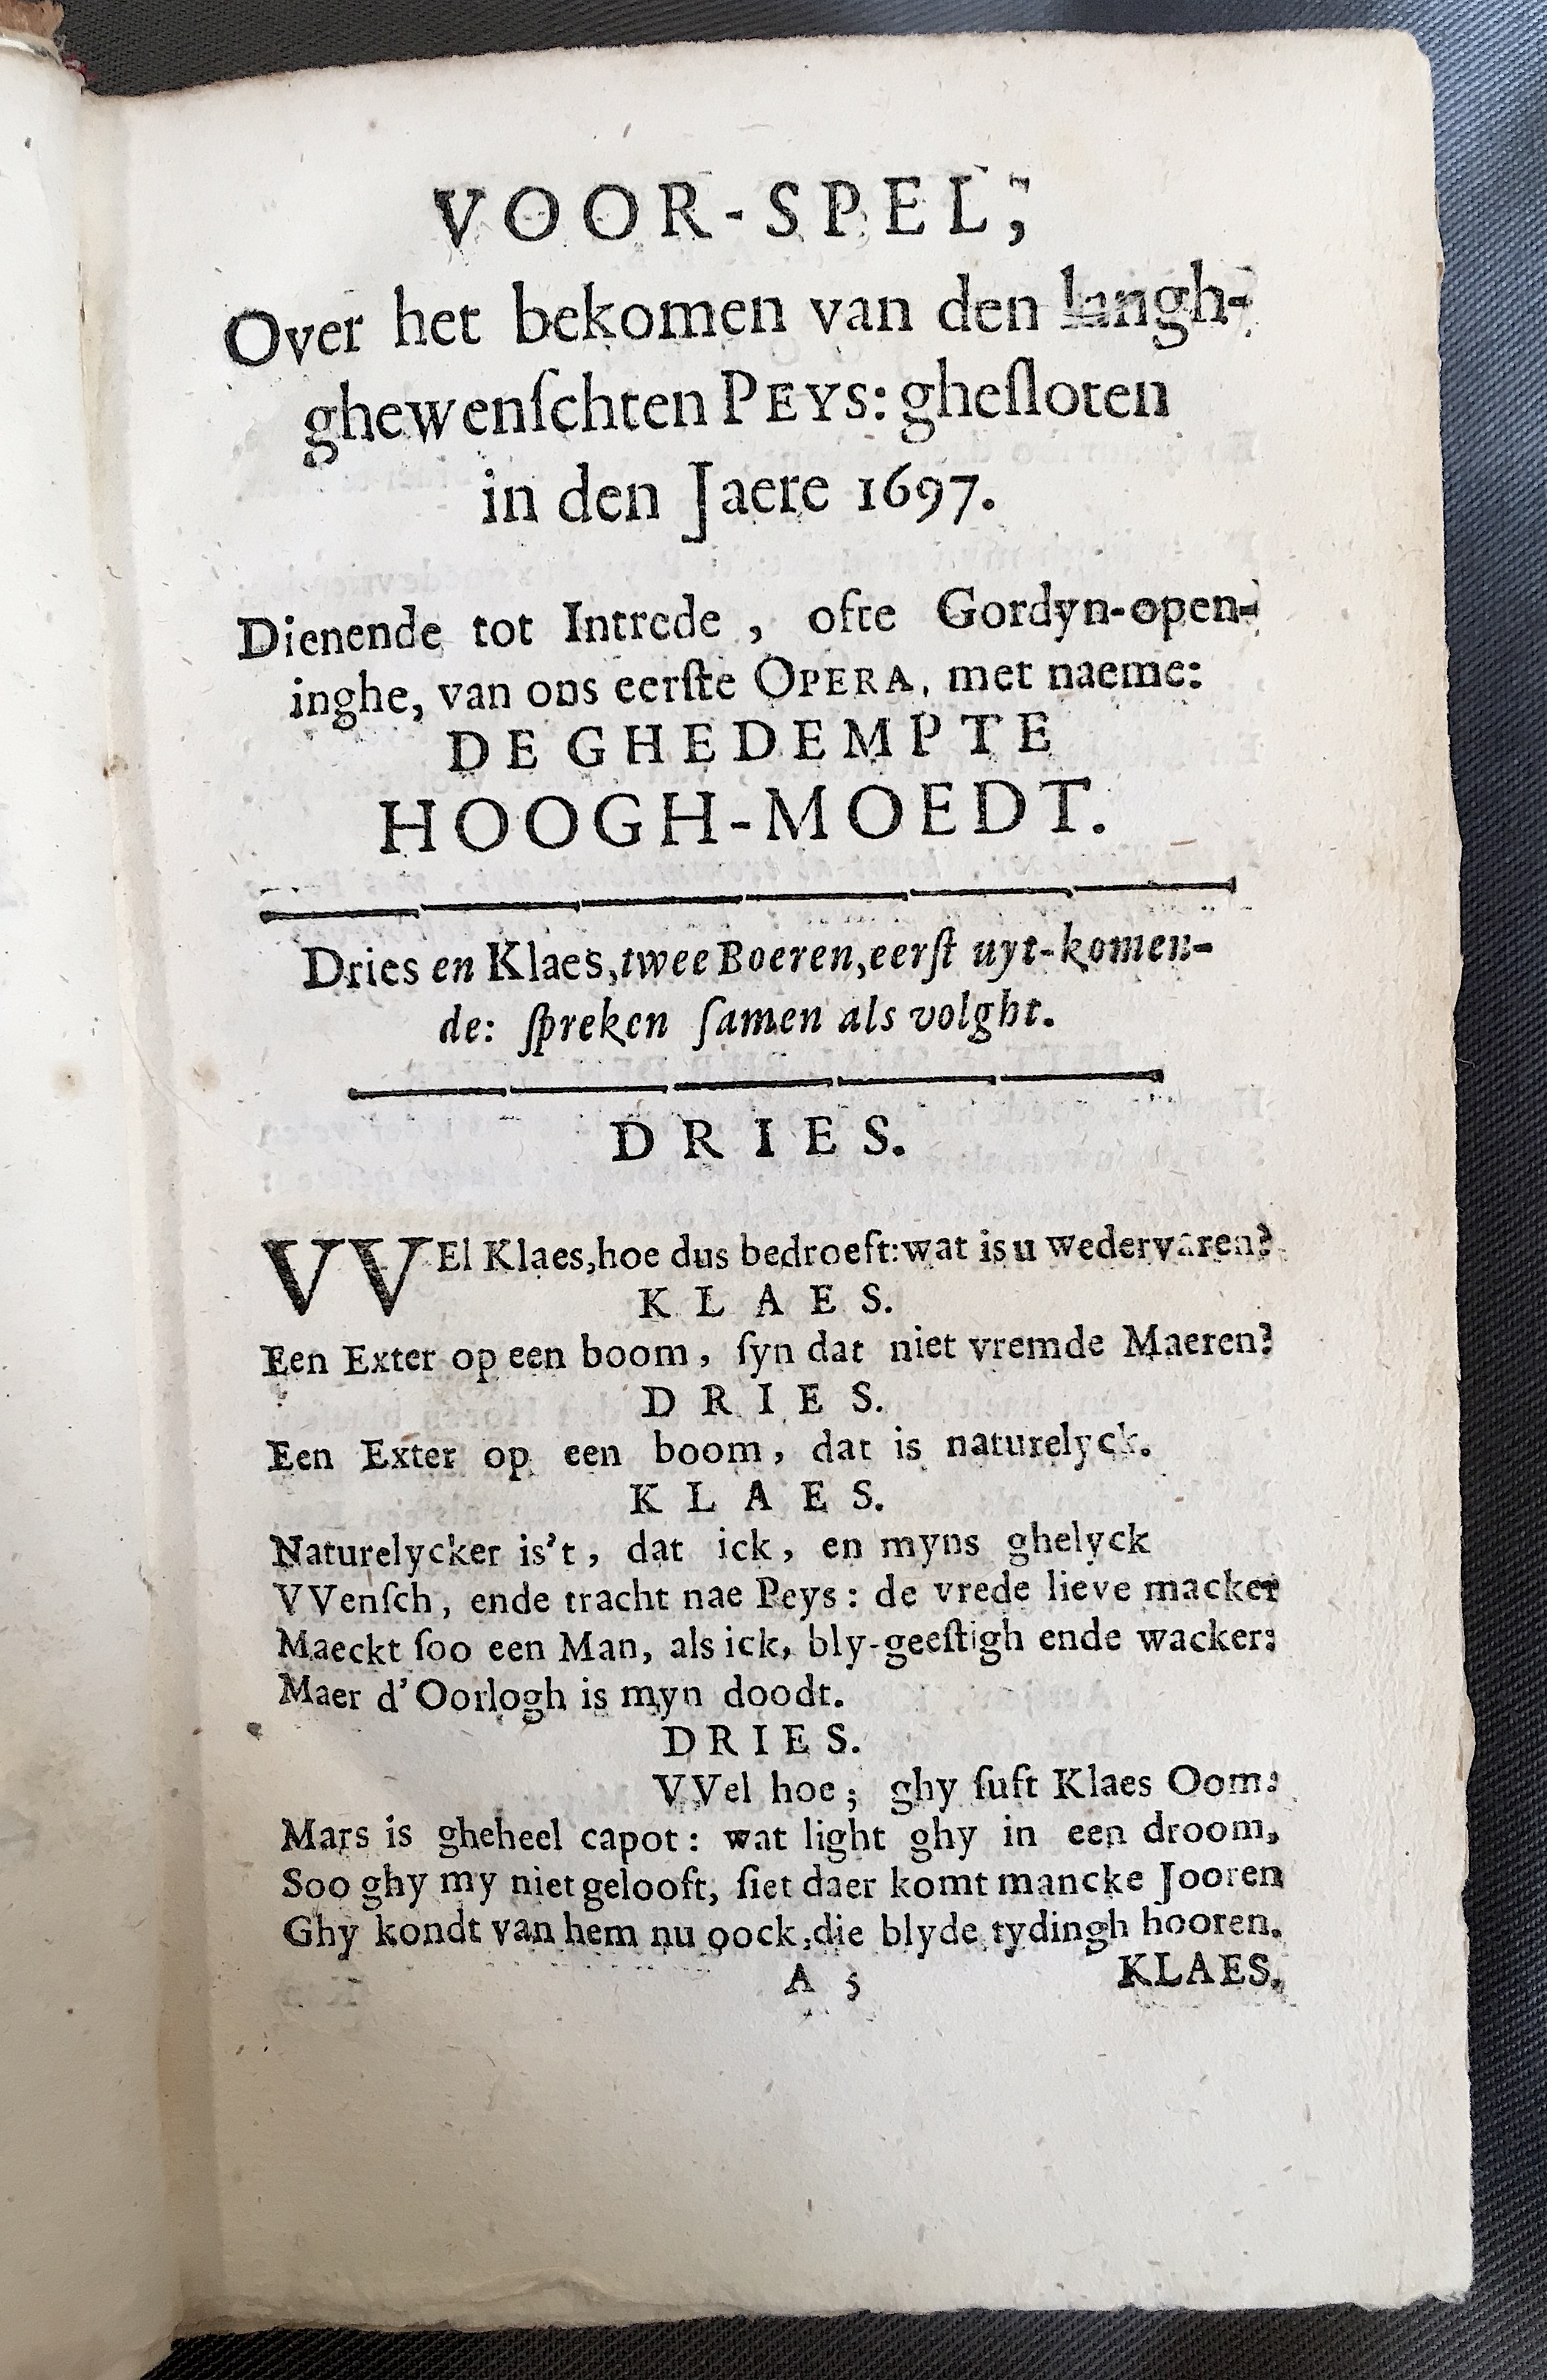 VOOR-SPEL,
Over het bekomen van den langh-
ghewenſchten PEYS: gheſloten
in den Jaere 1697.
Dienende tot Intrede, ofte Gordyn-open-
inghe, van ons eerſte OPERA, met naeme:
DE GHEDEMPTE
HOOGH-MOEDT.
Dries en Klaes, twee Boeren, eerſt uyt-komen-
de: ſpreken ſamen als volght.
DRIES.
VVEl Klaes, hoe dus bedroeft: wat is u wedervaren?
KLAES.
Een Exter op een boom, ſyn dat niet vremde Maeren?
DRIES.
Een Exter op een boom, dat is naturelyck.
KLAES.
Naturelycker is't, dat ick, en myns ghelyck
VVenſch, ende tracht nae Peys: de vrede lieve macker
Maeckt ſoo een Man, als ick, bly-geeſtigh ende wacker:
Maer d'Oorlogh is myn doodt.
DRIES.
VVel hoe; ghy ſuft Klaes Oom:
Mars is gheheel capot: wat light ghy in een droom,
Soo ghy my niet gelooft, ſiet daer komt mancke Jooren
Ghy kondt van hem nu oock, die blyde tydingh hooren.
A 5 KLAES.